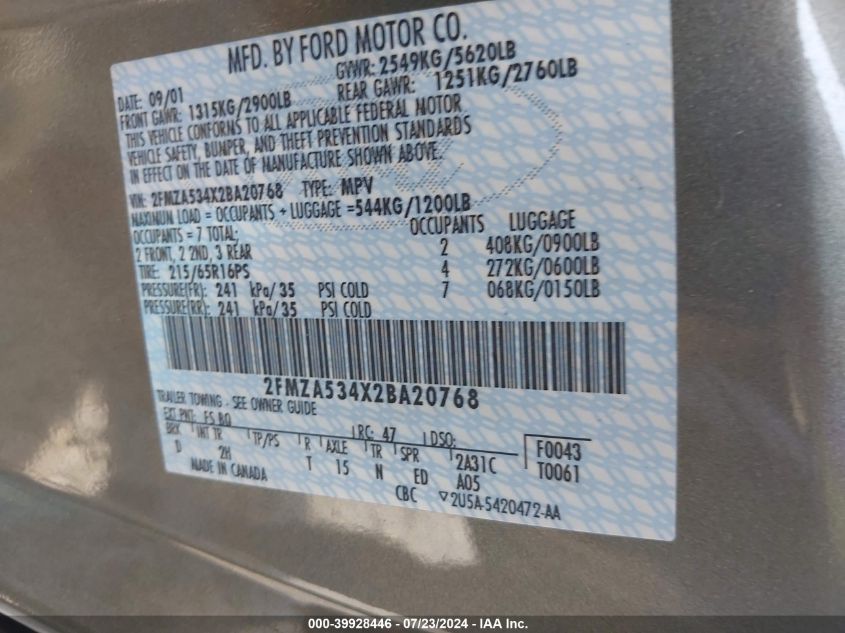 MFD. BY FORD MOTOR CO.
DATE: 09/01 GVWR: 2549KG/5620LB
FRONT GAWR: 1315KG/2900LB REAR GAWR: 1251KG/2760LB
THIS VEHICLE CONFORMS TO ALL APPLICABLE FEDERAL MOTOR
VEHICLE SAFETY, BUMPER, AND THEFT PREVENTION STANDARDS
IN EFFECT ON THE DATE OF MANUFACTURE SHOWN ABOVE.
VIN: 2FMZA534X2BA20768 TYPE: MPV
MAXIMUM LOAD = OCCUPANTS + LUGGAGE =544KG/1200LB
OCCUPANTS = 7 TOTAL; OCCUPANTS LUGGAGE
2 FRONT, 2 2ND, 3 REAR 2 408KG/0900LB
TIRE: 215/65R16PS 4 272KG/0600LB
PRESSURE(FR): 241 kPa/35 PSI COLD 7 068KG/0150LB
PRESSURE(RR): 241 kPa/35 PSI COLD
2FMZA534X2BA20768
TRAILER TOWING - SEE OWNER GUIDE
EXT PNT: FS BQ RC: 47 DSO: F0043
BRK INT TR TP/PS R AXLE TR SPR 2A31C T0061
D 2H T 15 N ED A05
MADE IN CANADA CBC ▽2U5A-5420472-AA
000-39928446 - 07/23/2024 - IAA Inc.